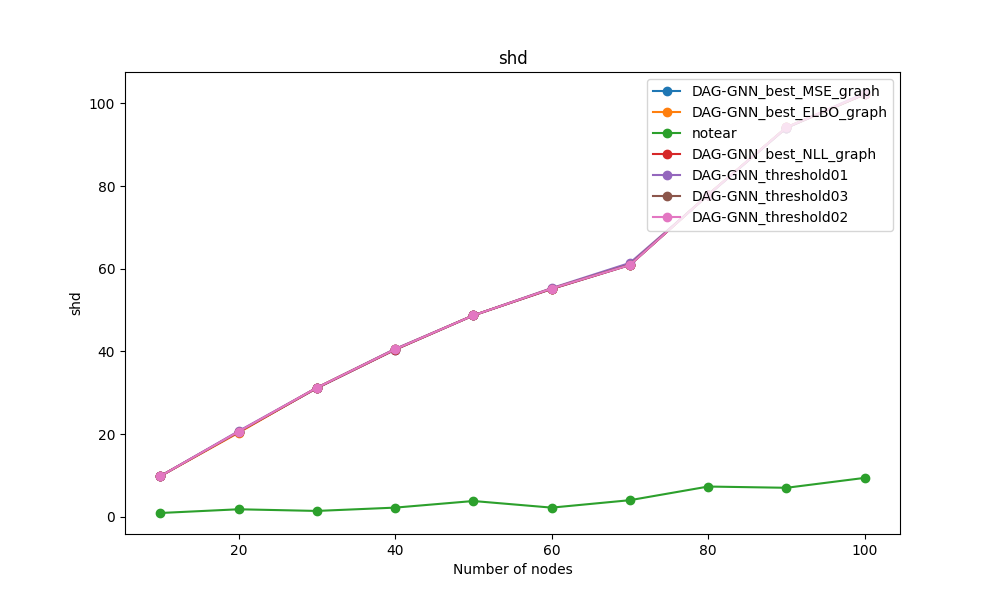 shd
100
80
60
40
20
0
shd
20
40
60
80
100
Number of nodes
DAG-GNN_best_MSE_graph
DAG-GNN_best_ELBO_graph
notear
DAG-GNN_best_NLL_graph
DAG-GNN_threshold01
DAG-GNN_threshold03
DAG-GNN_threshold02